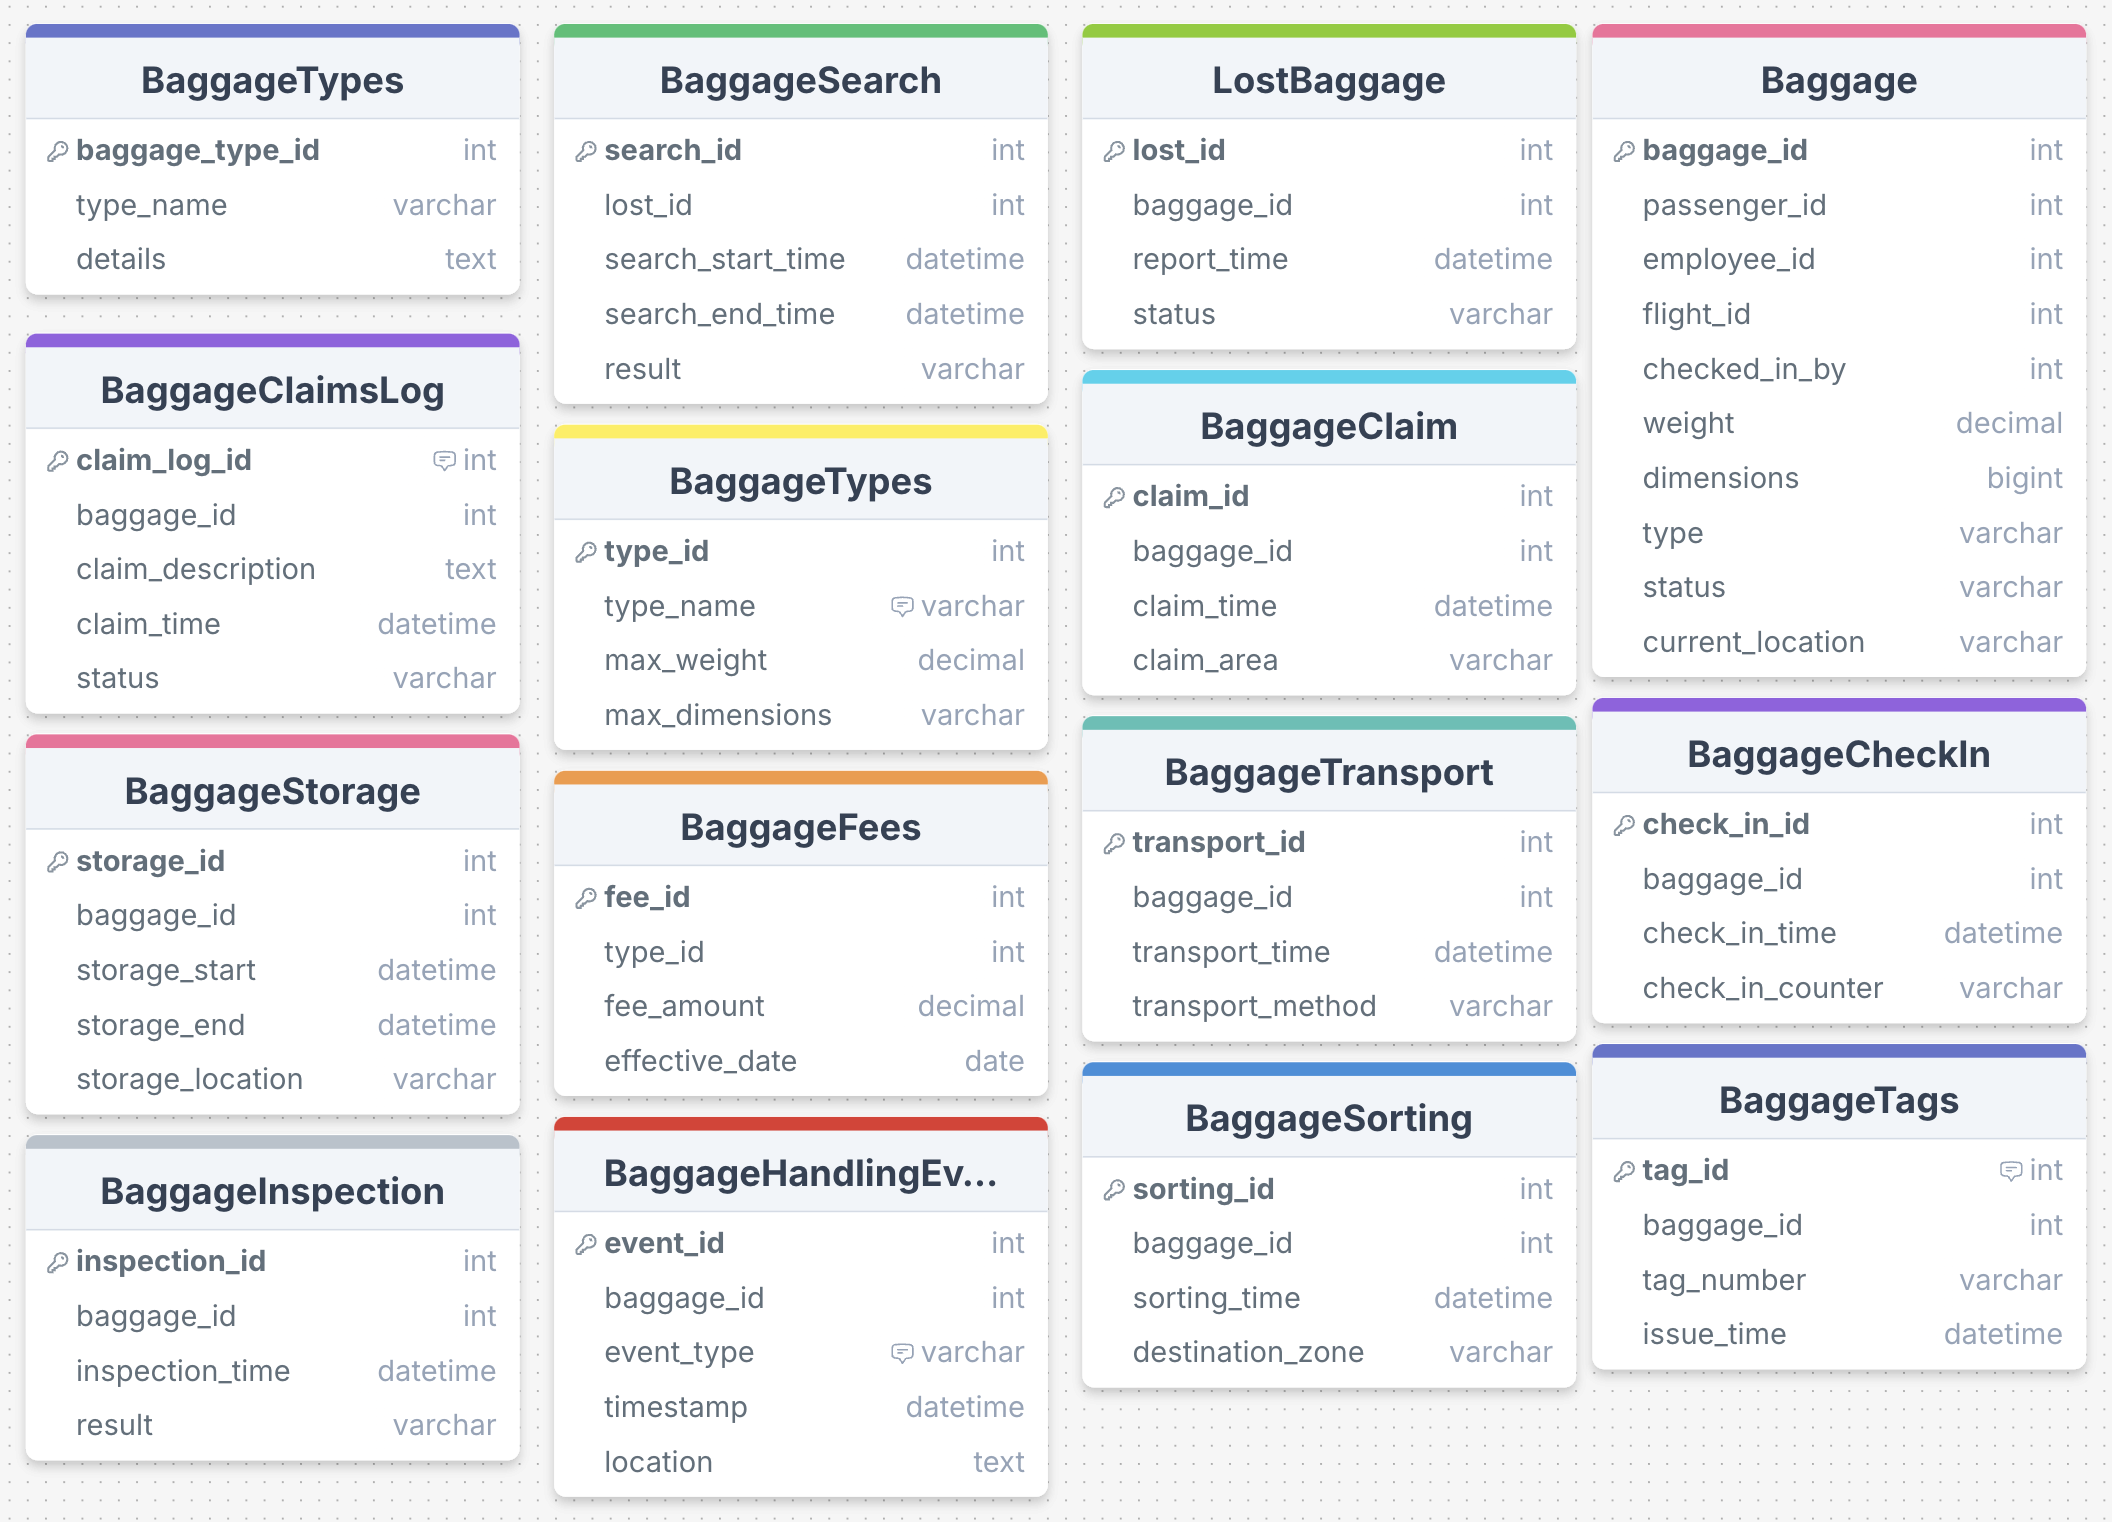 BaggageTypes
baggage_type_id int
type_name varchar
details text
BaggageClaimsLog
claim_log_id int
baggage_id int
claim_description text
claim_time datetime
status varchar
BaggageStorage
storage_id int
baggage_id int
storage_start datetime
storage_end datetime
storage_location varchar
BaggageInspection
inspection_id int
baggage_id int
inspection_time datetime
result varchar
BaggageSearch
search_id int
lost_id int
search_start_time datetime
search_end_time datetime
result varchar
BaggageTypes
type_id int
type_name varchar
max_weight decimal
max_dimensions varchar
BaggageFees
fee_id int
type_id int
fee_amount decimal
effective_date date
BaggageHandlingEv...
event_id int
baggage_id int
event_type varchar
timestamp datetime
location text
LostBaggage
lost_id int
baggage_id int
report_time datetime
status varchar
BaggageClaim
claim_id int
baggage_id int
claim_time datetime
claim_area varchar
BaggageTransport
transport_id int
baggage_id int
transport_time datetime
transport_method varchar
BaggageSorting
sorting_id int
baggage_id int
sorting_time datetime
destination_zone varchar
Baggage
baggage_id int
passenger_id int
employee_id int
flight_id int
checked_in_by int
weight decimal
dimensions bigint
type varchar
status varchar
current_location varchar
BaggageCheckIn
check_in_id int
baggage_id int
check_in_time datetime
check_in_counter varchar
BaggageTags
tag_id int
baggage_id int
tag_number varchar
issue_time datetime